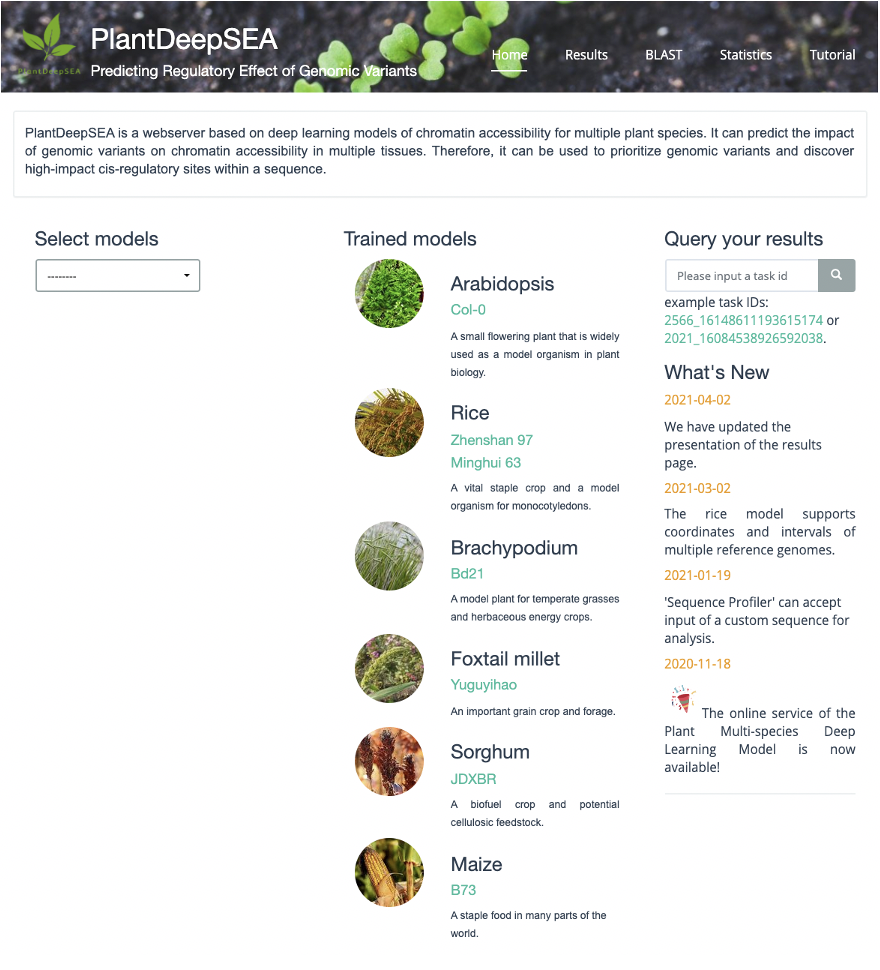 PlantDeepSEA
PlantDeepSEA
Predicting Regulatory Effect of Genomic Variants
Home
Results
BLAST
Statistics
Tutorial
PlantDeepSEA is a webserver based on deep learning models of chromatin accessibility for multiple plant species. It can predict the impact
of genomic variants on chromatin accessibility in multiple tissues. Therefore, it can be used to prioritize genomic variants and discover
high-impact cis-regulatory sites within a sequence.
Select models
--------
Trained models
Arabidopsis
Col-0
A small flowering plant that is widely
used as a model organism in plant
biology.
Rice
Zhenshan 97
Minghui 63
A vital staple crop and a model
organism for monocotyledons.
Brachypodium
Bd21
A model plant for temperate grasses
and herbaceous energy crops.
Foxtail millet
Yuguyihao
An important grain crop and forage.
Sorghum
JDXBR
A biofuel crop and potential
cellulosic feedstock.
Maize
B73
A staple food in many parts of the
world.
Query your results
Please input a task id
example task IDs:
2566_16148611193615174 or
2021_16084538926592038.
What's New
2021-04-02
We have updated the
presentation of the results
page.
2021-03-02
The rice model supports
coordinates and intervals of
multiple reference genomes.
2021-01-19
'Sequence Profiler' can accept
input of a custom sequence for
analysis.
2020-11-18
The online service of the
Plant Multi-species Deep
Learning Model is now
available!